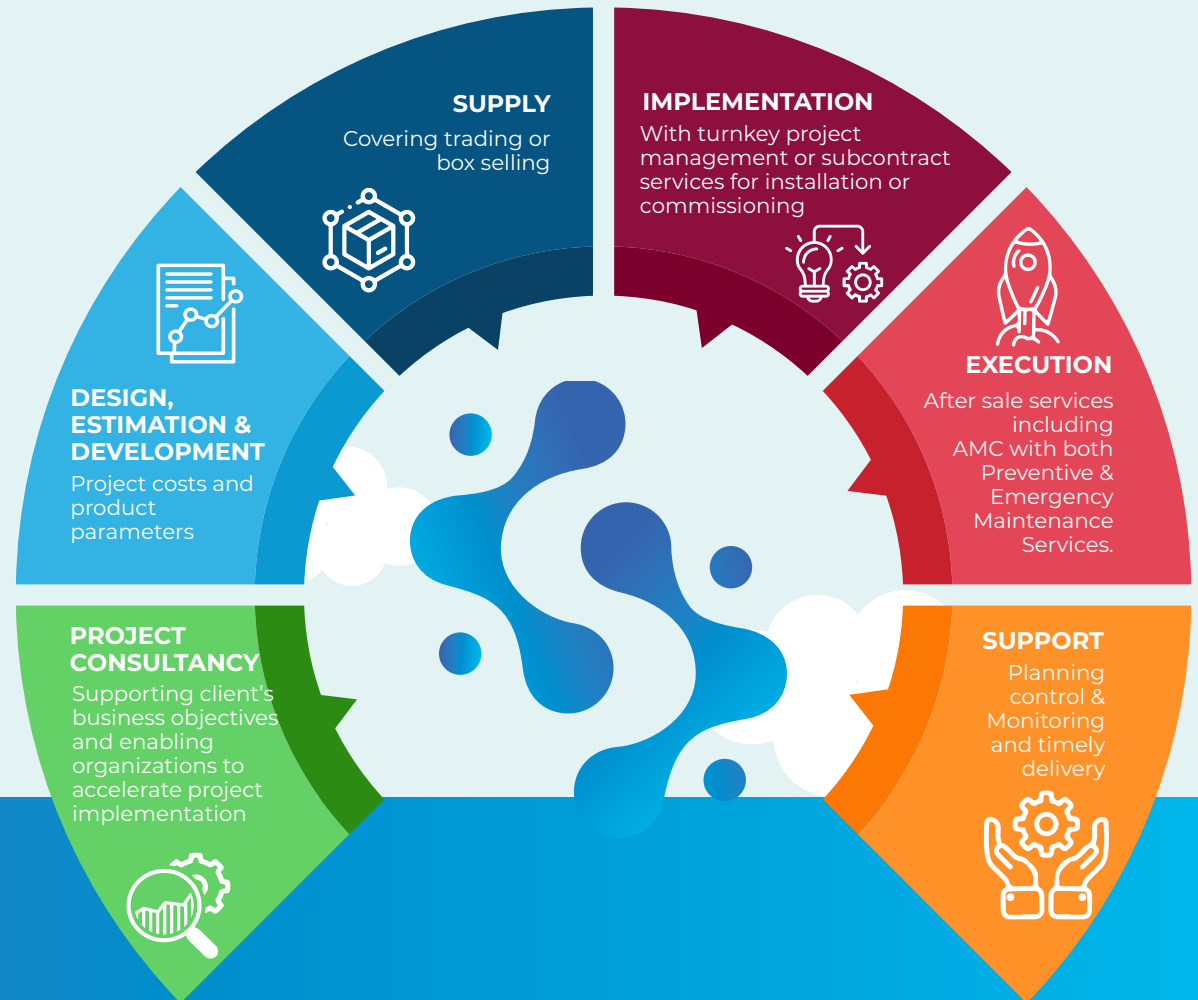 SUPPLY
Covering trading or
box selling
IMPLEMENTATION
With turnkey project
management or subcontract
services for installation or
commissioning
DESIGN,
ESTIMATION &
DEVELOPMENT
Project costs and
product
parameters
EXECUTION
After sale services
including
AMC with both
Preventive &
Emergency
Maintenance
Services.
PROJECT
CONSULTANCY
Supporting client's
business objectives
and enabling
organizations to
accelerate project
implementation
SUPPORT
Planning
control &
Monitoring
and timely
delivery